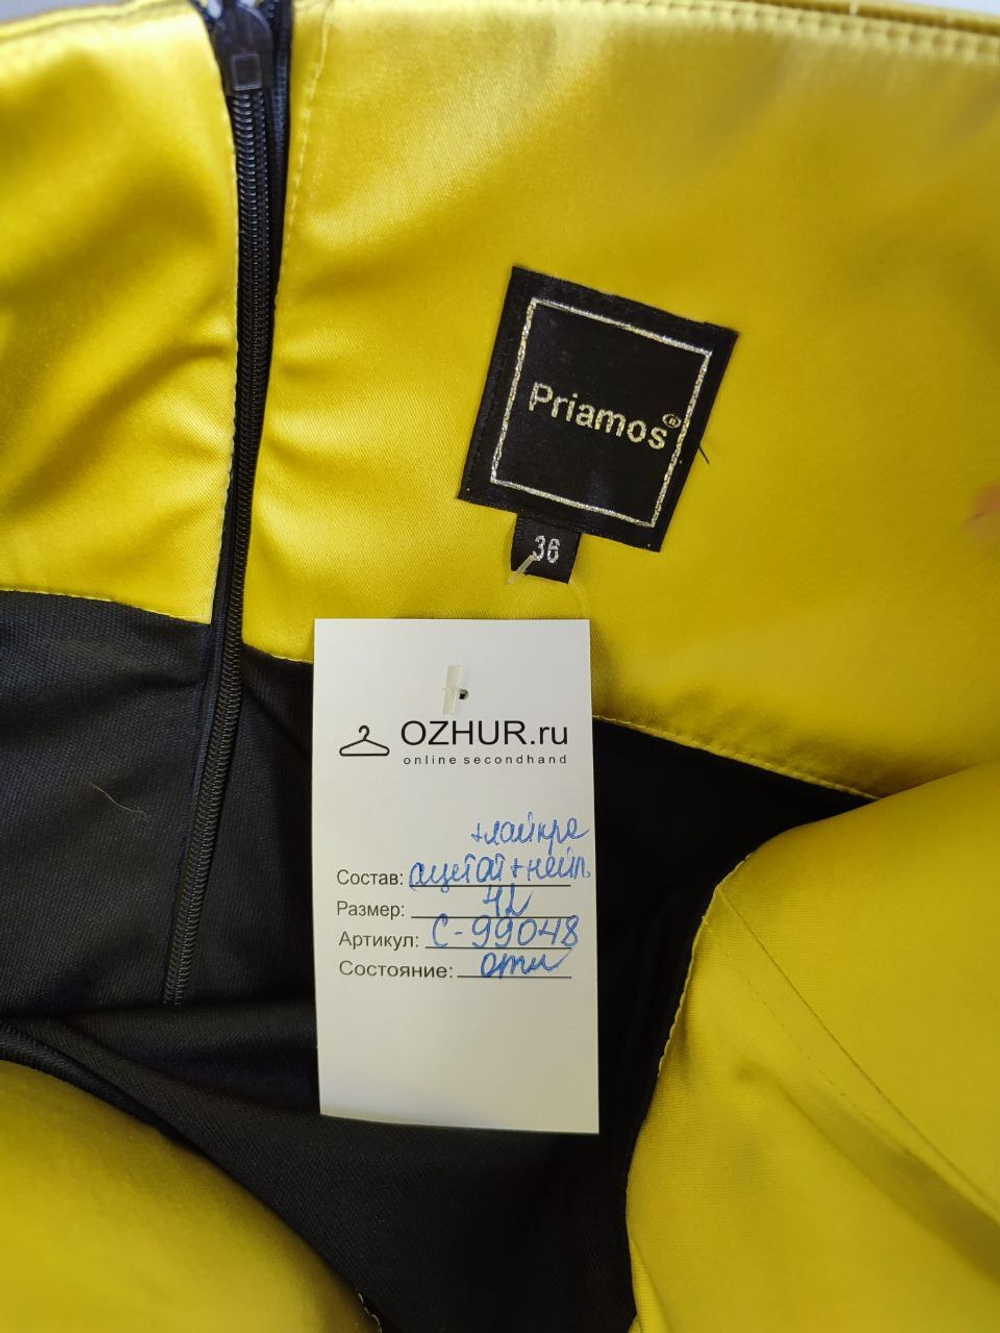 Priamos®
36
OZHUR.ru
online secondhand
+лайкра
Состав: ацетат+нейл
Размер: 42
Артикул: С-99048
Состояние: отл